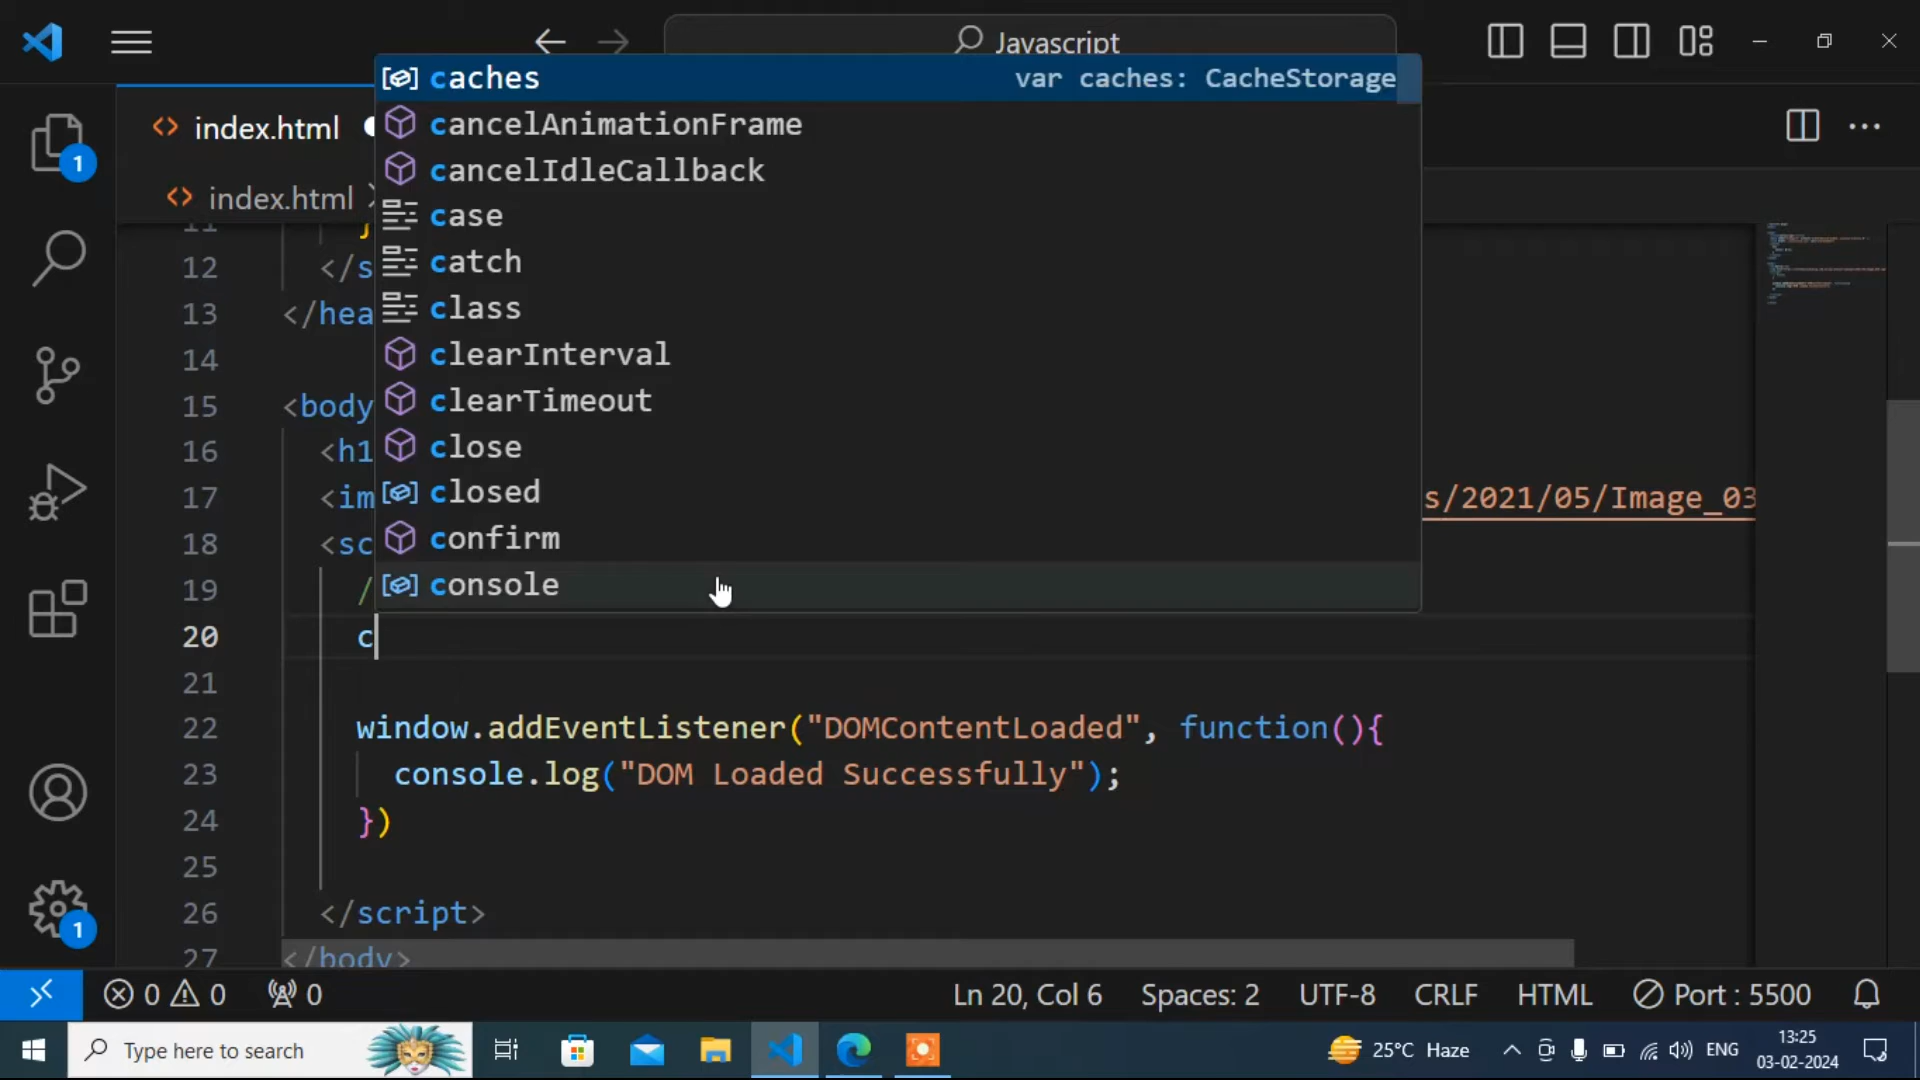 Javascript
caches var caches: CacheStorage
cancelAnimationFrame
cancelIdleCallback
case
catch
class
clearInterval
clearTimeout
close
closed
confirm
console
1
index.html
index.html
11 }
12 </s
13 </hea
14
15 <body
16 <h1
17 <im s/2021/05/Image_03
18 <sc
19 /
20 c
21
22 window.addEventListener("DOMContentLoaded", function(){
23 console.log("DOM Loaded Successfully");
24 })
25
26 </script>
27 </body>
1
0 0 0 Ln 20, Col 6 Spaces: 2 UTF-8 CRLF HTML Port : 5500
Type here to search 25°C Haze ENG 13:25
03-02-2024